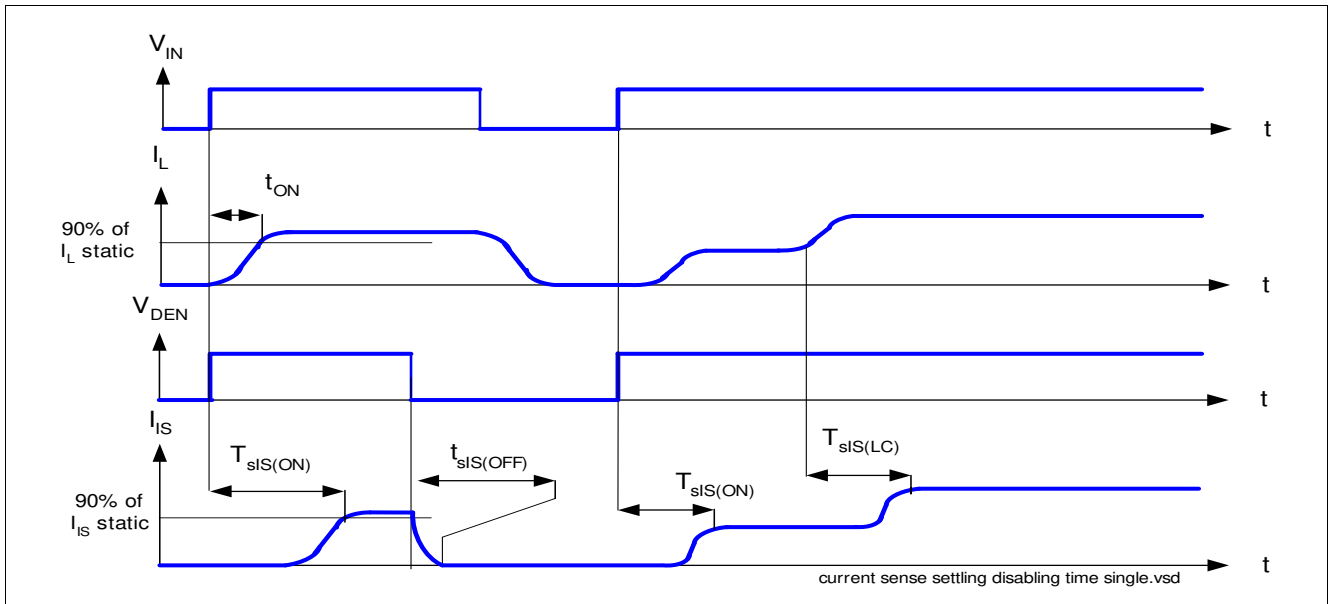 V_IN
t
I_L
t_ON
90% of
I_L static
t
V_DEN
t
I_IS
T_sIS(ON)
t_sIS(OFF)
T_sIS(ON)
T_sIS(LC)
90% of
I_IS static
t
current sense settling disabling time single.vsd